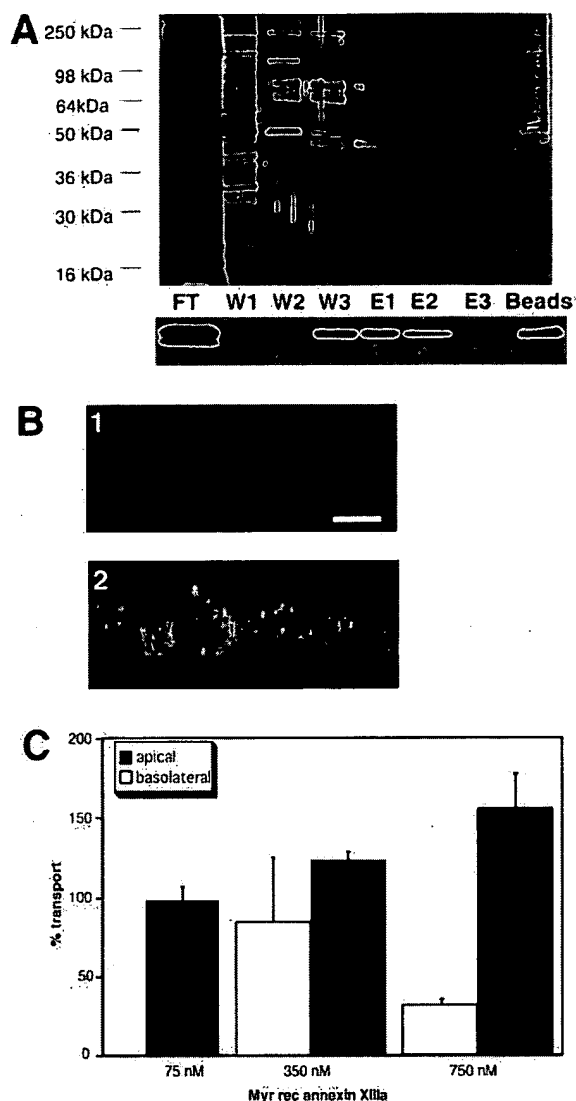 A
250 kDa
98 kDa
64kDa
50 kDa
36 kDa
30 kDa
16 kDa
FT W1 W2 W3 E1 E2 E3 Beads
B
1
2
C
200
150
100
50
0
% transport
apical
basolateral
75 nM 350 nM 750 nM
Myr rec annexin XIIIa